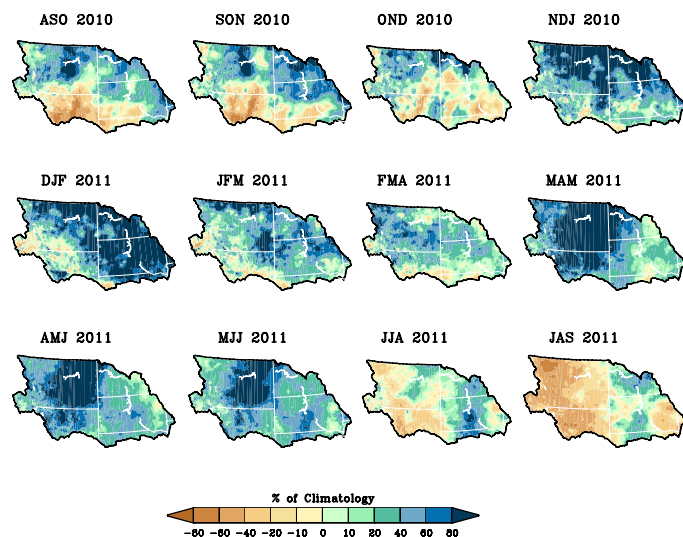 ASO 2010 SON 2010 OND 2010 NDJ 2010
DJF 2011 JFM 2011 FMA 2011 MAM 2011
AMJ 2011 MJJ 2011 JJA 2011 JAS 2011
% of Climatology
-80 -60 -40 -20 -10 0 10 20 40 60 80